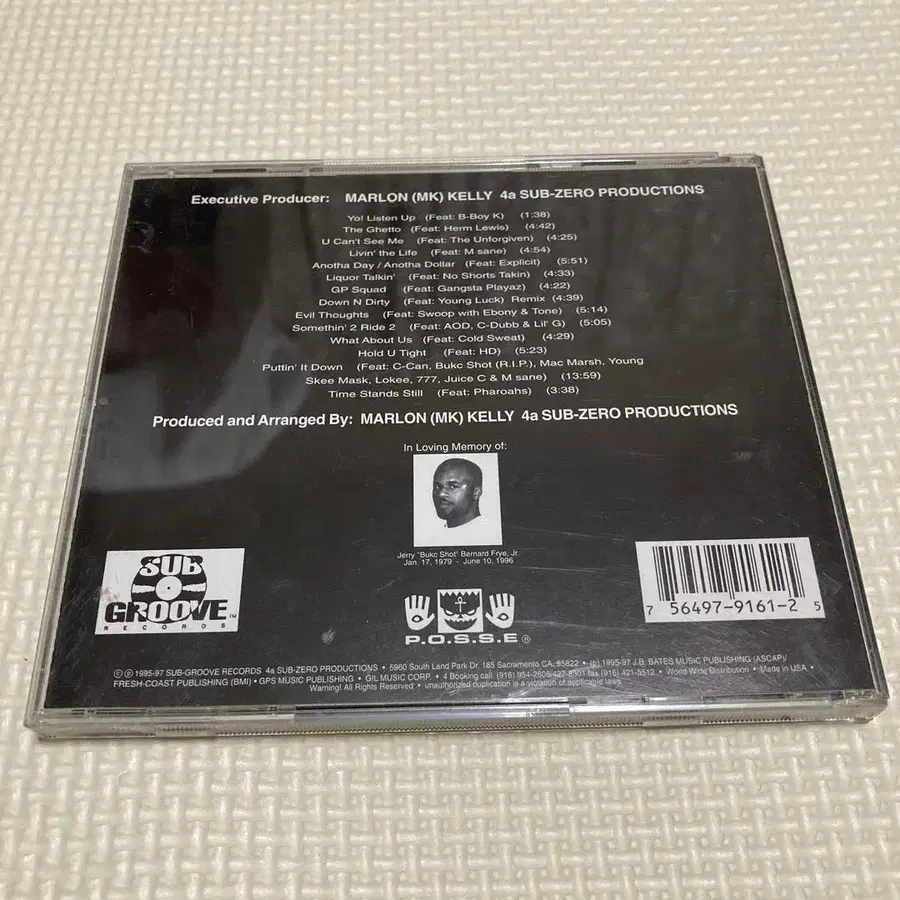 Executive Producer: MARLON (MK) KELLY 4a SUB-ZERO PRODUCTIONS
Yo! Listen Up (Feat: B-Boy K) (1:38)
The Ghetto (Feat: Herm Lewis) (4:42)
U Can't See Me (Feat: The Unforgiven) (4:25)
Livin' the Life (Feat: M sane) (4:54)
Anotha Day / Anotha Dollar (Feat: Explicit) (5:51)
Liquor Talkin' (Feat: No Shorts Takin) (4:33)
GP Squad (Feat: Gangsta Playaz) (4:22)
Down N Dirty (Feat: Young Luck) Remix (4:39)
Evil Thoughts (Feat: Swoop with Ebony & Tone) (5:14)
Somethin' 2 Ride 2 (Feat: AOD, C-Dubb & Lil' G) (5:05)
What About Us (Feat: Cold Sweat) (4:29)
Hold U Tight (Feat: HD) (5:23)
Puttin' It Down (Feat: C-Can, Bukc Shot (R.I.P.), Mac Marsh, Young
Skee Mask, Lokee, 777, Juice C & M sane) (13:59)
Time Stands Still (Feat: Pharoahs) (3:38)
Produced and Arranged By: MARLON (MK) KELLY 4a SUB-ZERO PRODUCTIONS
In Loving Memory of:
Jerry "Bukc Shot" Bernard Frye, Jr.
Jan. 17, 1979 - June 10, 1996
SUB
GROOVE™
RECORDS
P.O.S.S.E®
7 56497-9161-2 5
© ℗ 1995-97 SUB-GROOVE RECORDS. 4a SUB-ZERO PRODUCTIONS • 5960 South Land Park Dr. 185 Sacramento CA. 95822 • (c) 1995-97 J.B. BATES MUSIC PUBLISHING (ASCAP)/
FRESH-COAST PUBLISHING (BMI) • GPS MUSIC PUBLISHING • GIL MUSIC CORP. • 4 Booking call (916) fax (916) 421-5512 • World Wide Distribution • Made in USA •
Warning! All Rights Reserved • unauthorized duplication is a violation of applicable laws